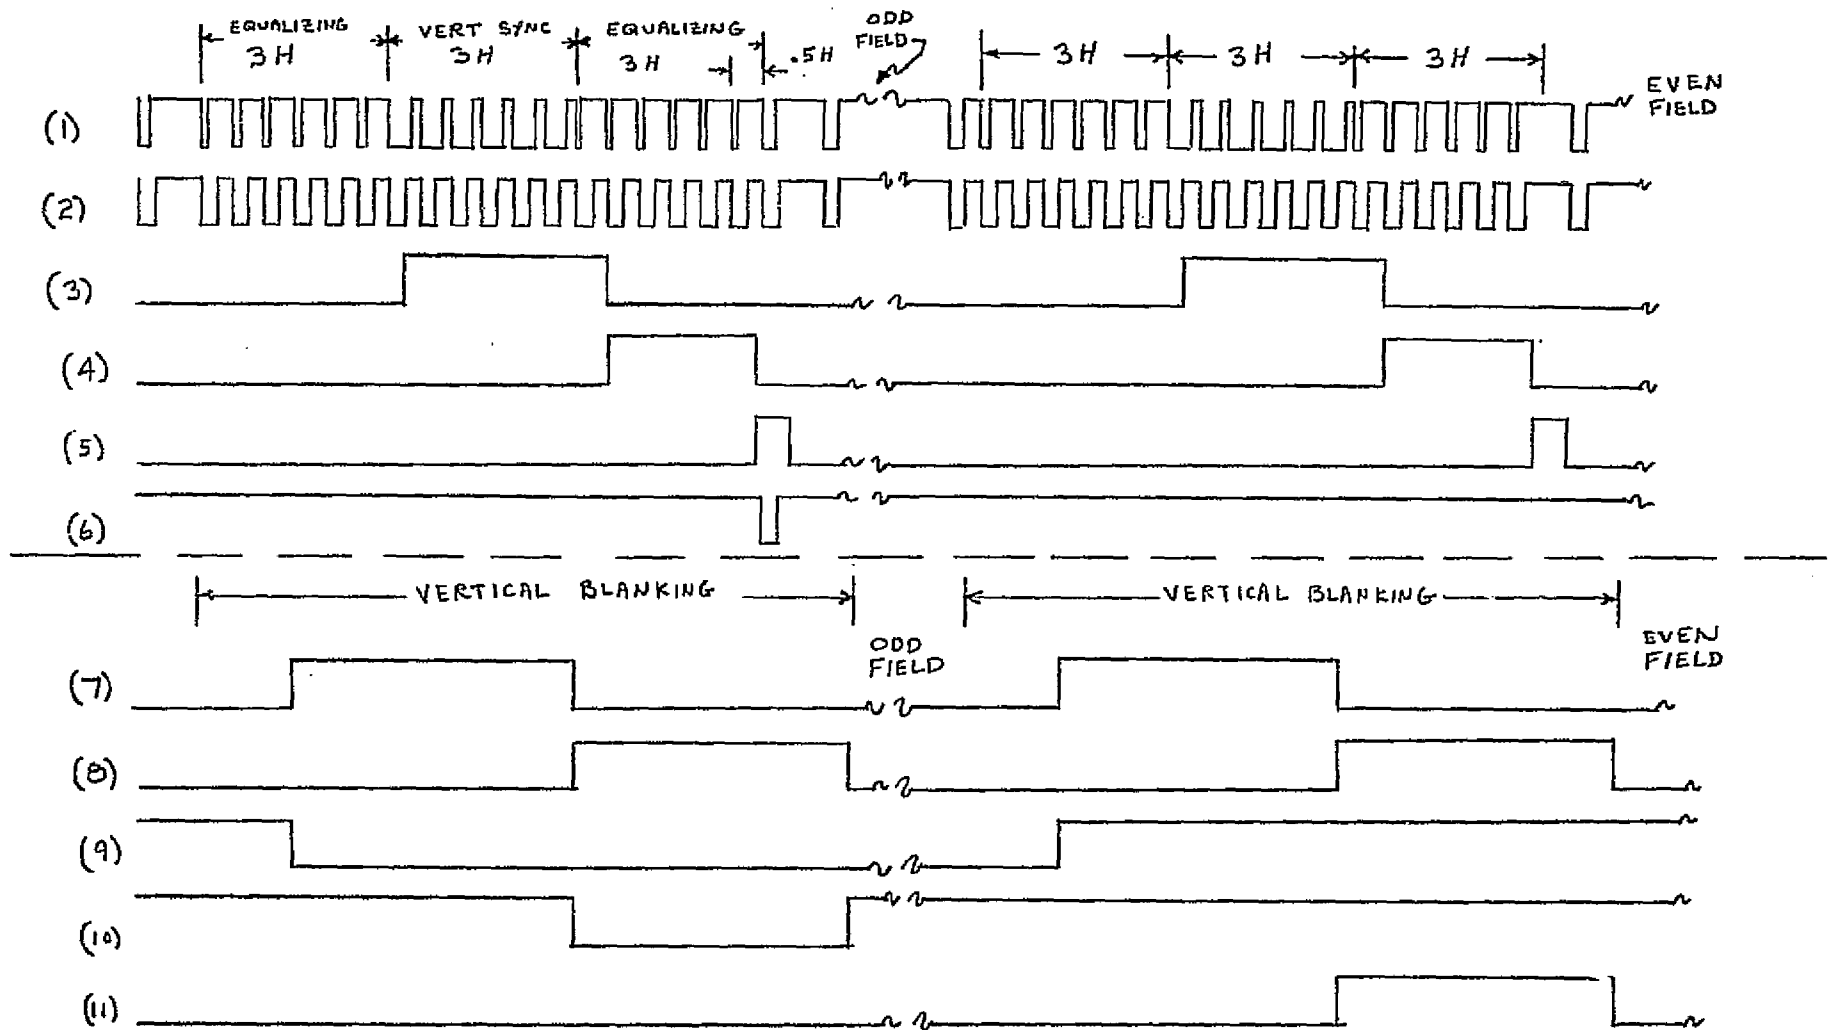 EQUALIZING
3H
VERT SYNC
3H
EQUALIZING
3H
.5H
ODD
FIELD
3H
3H
3H
EVEN
FIELD
(1)
(2)
(3)
(4)
(5)
(6)
VERTICAL BLANKING
VERTICAL BLANKING
ODD
FIELD
EVEN
FIELD
(7)
(8)
(9)
(10)
(11)